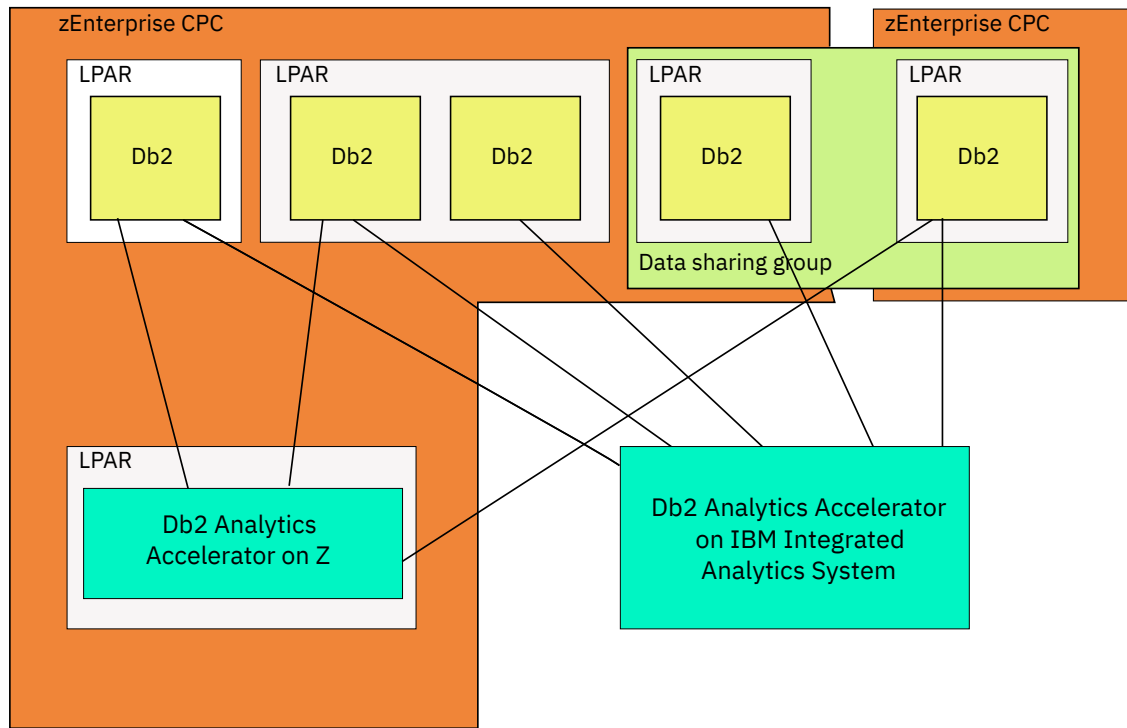 zEnterprise CPC
zEnterprise CPC
LPAR
LPAR
LPAR
LPAR
Db2
Db2
Db2
Db2
Db2
Data sharing group
LPAR
Db2 Analytics
Accelerator on Z
Db2 Analytics Accelerator
on IBM Integrated
Analytics System